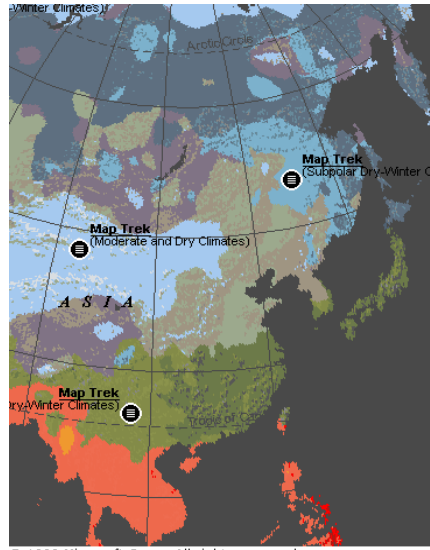 -Winter Climates)
Arctic Circle
Map Trek
(Subpolar Dry-Winter C
Map Trek
(Moderate and Dry Climates)
A S I A
Map Trek
Dry-Winter Climates)
Tropic of Ca